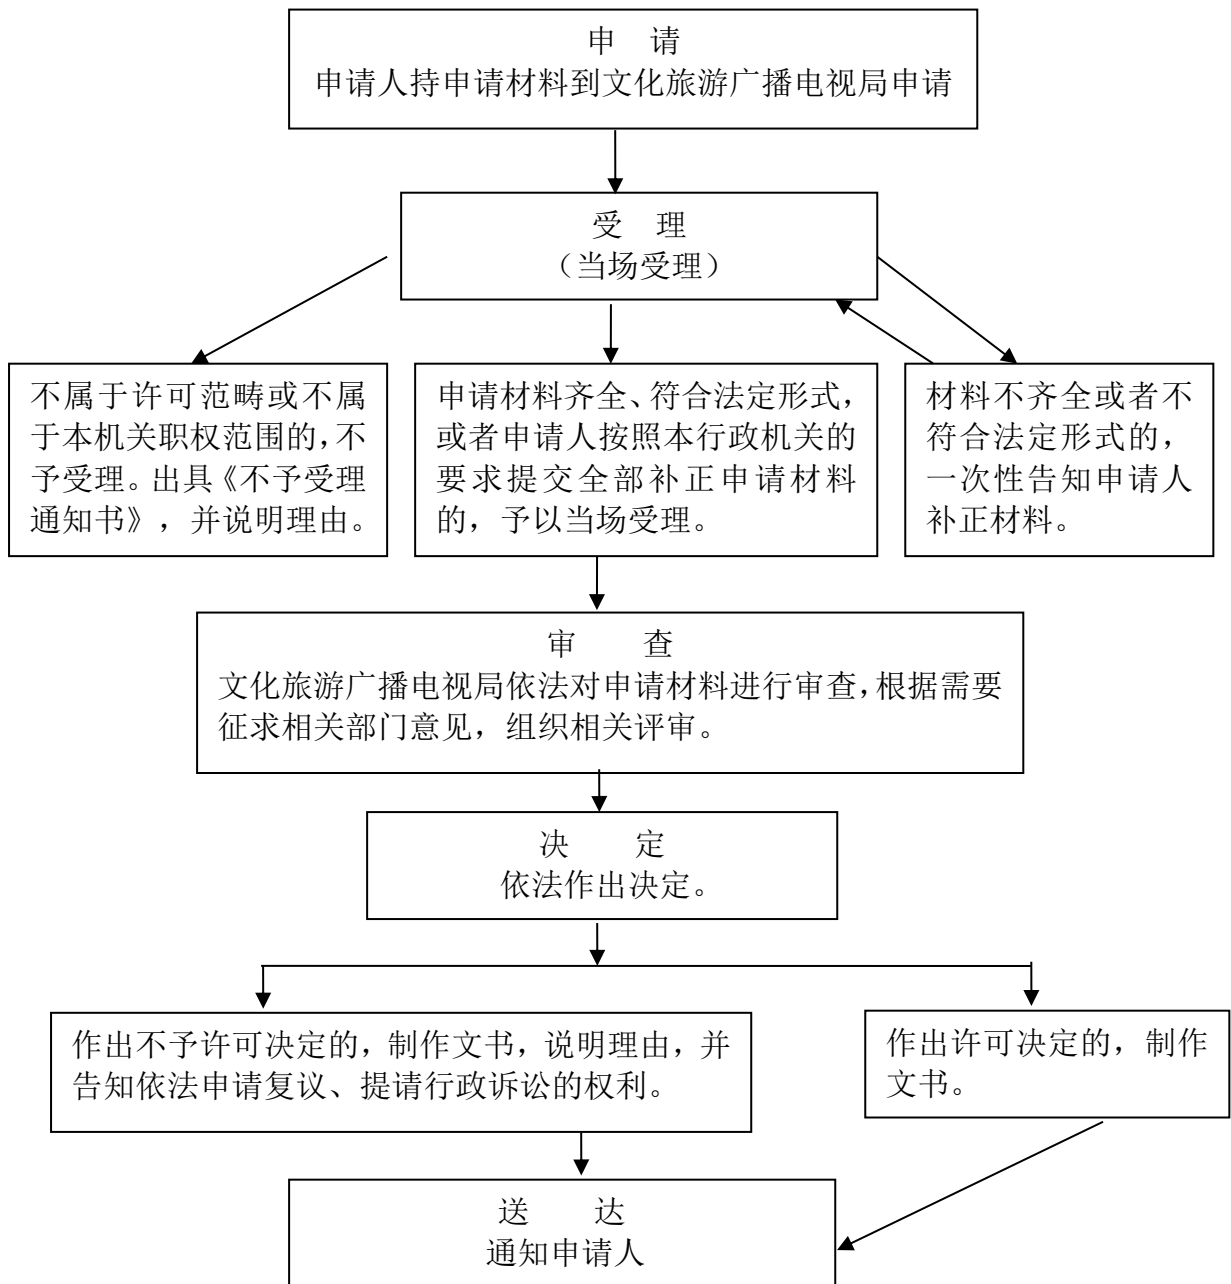 申 请
申请人持申请材料到文化旅游广播电视局申请
受 理
（当场受理）
不属于许可范畴或不属
于本机关职权范围的，不
予受理。出具《不予受理
通知书》，并说明理由。
申请材料齐全、符合法定形式，
或者申请人按照本行政机关的
要求提交全部补正申请材料
的，予以当场受理。
材料不齐全或者不
符合法定形式的，
一次性告知申请人
补正材料。
审 查
文化旅游广播电视局依法对申请材料进行审查，根据需要
征求相关部门意见，组织相关评审。
决 定
依法作出决定。
作出不予许可决定的，制作文书，说明理由，并
告知依法申请复议、提请行政诉讼的权利。
作出许可决定的，制作
文书。
送 达
通知申请人